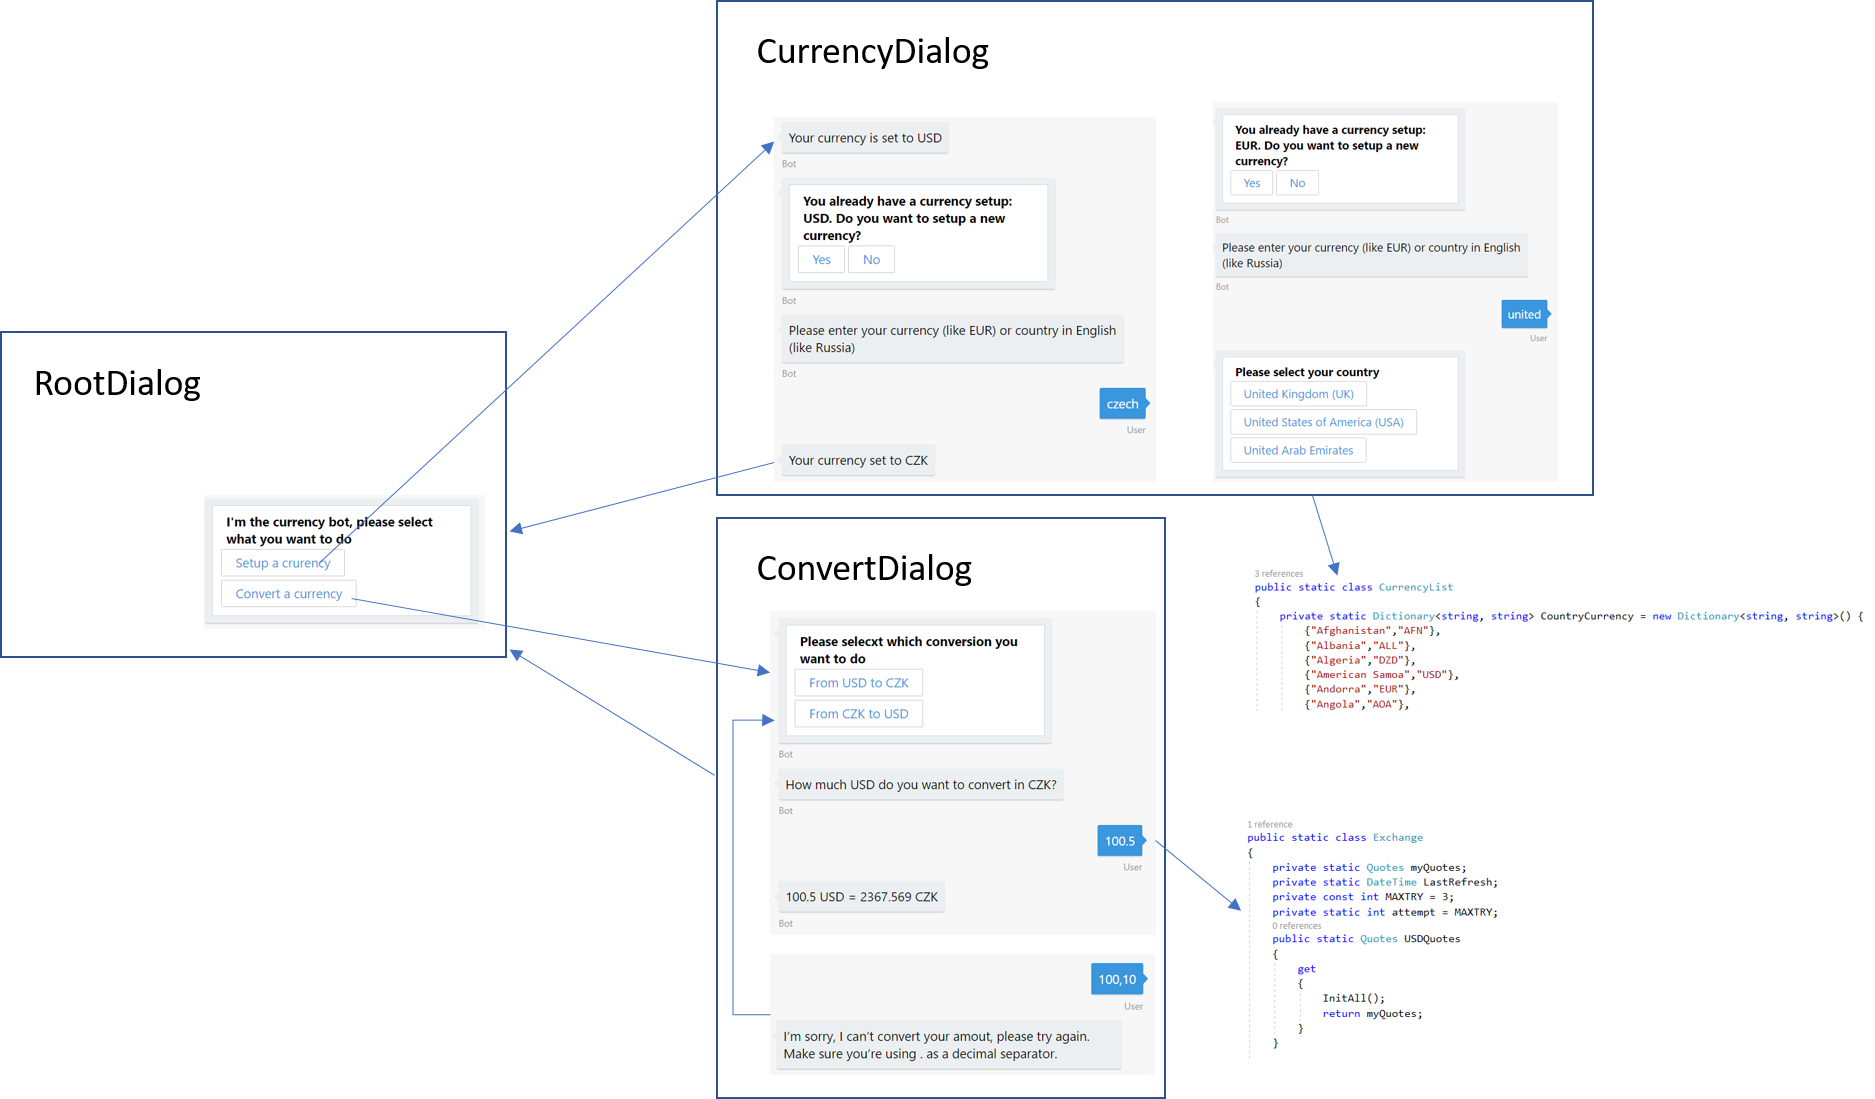 RootDialog
I'm the currency bot, please select
what you want to do
Setup a crurency
Convert a currency
CurrencyDialog
Your currency is set to USD
Bot
You already have a currency setup:
USD. Do you want to setup a new
currency?
Yes No
Bot
Please enter your currency (like EUR) or country in English
(like Russia)
Bot
czech
User
Your currency set to CZK
You already have a currency setup:
EUR. Do you want to setup a new
currency?
Yes No
Bot
Please enter your currency (like EUR) or country in English
(like Russia)
Bot
united
User
Please select your country
United Kingdom (UK)
United States of America (USA)
United Arab Emirates
ConvertDialog
Please selecxt which conversion you
want to do
From USD to CZK
From CZK to USD
Bot
How much USD do you want to convert in CZK?
Bot
100.5
User
100.5 USD = 2367.569 CZK
Bot
100,10
User
I'm sorry, I can't convert your amout, please try again.
Make sure you're using . as a decimal separator.
3 references
public static class CurrencyList
{
private static Dictionary<string, string> CountryCurrency = new Dictionary<string, string>() {
{"Afghanistan","AFN"},
{"Albania","ALL"},
{"Algeria","DZD"},
{"American Samoa","USD"},
{"Andorra","EUR"},
{"Angola","AOA"},
1 reference
public static class Exchange
{
private static Quotes myQuotes;
private static DateTime LastRefresh;
private const int MAXTRY = 3;
private static int attempt = MAXTRY;
0 references
public static Quotes USDQuotes
{
get
{
InitAll();
return myQuotes;
}
}